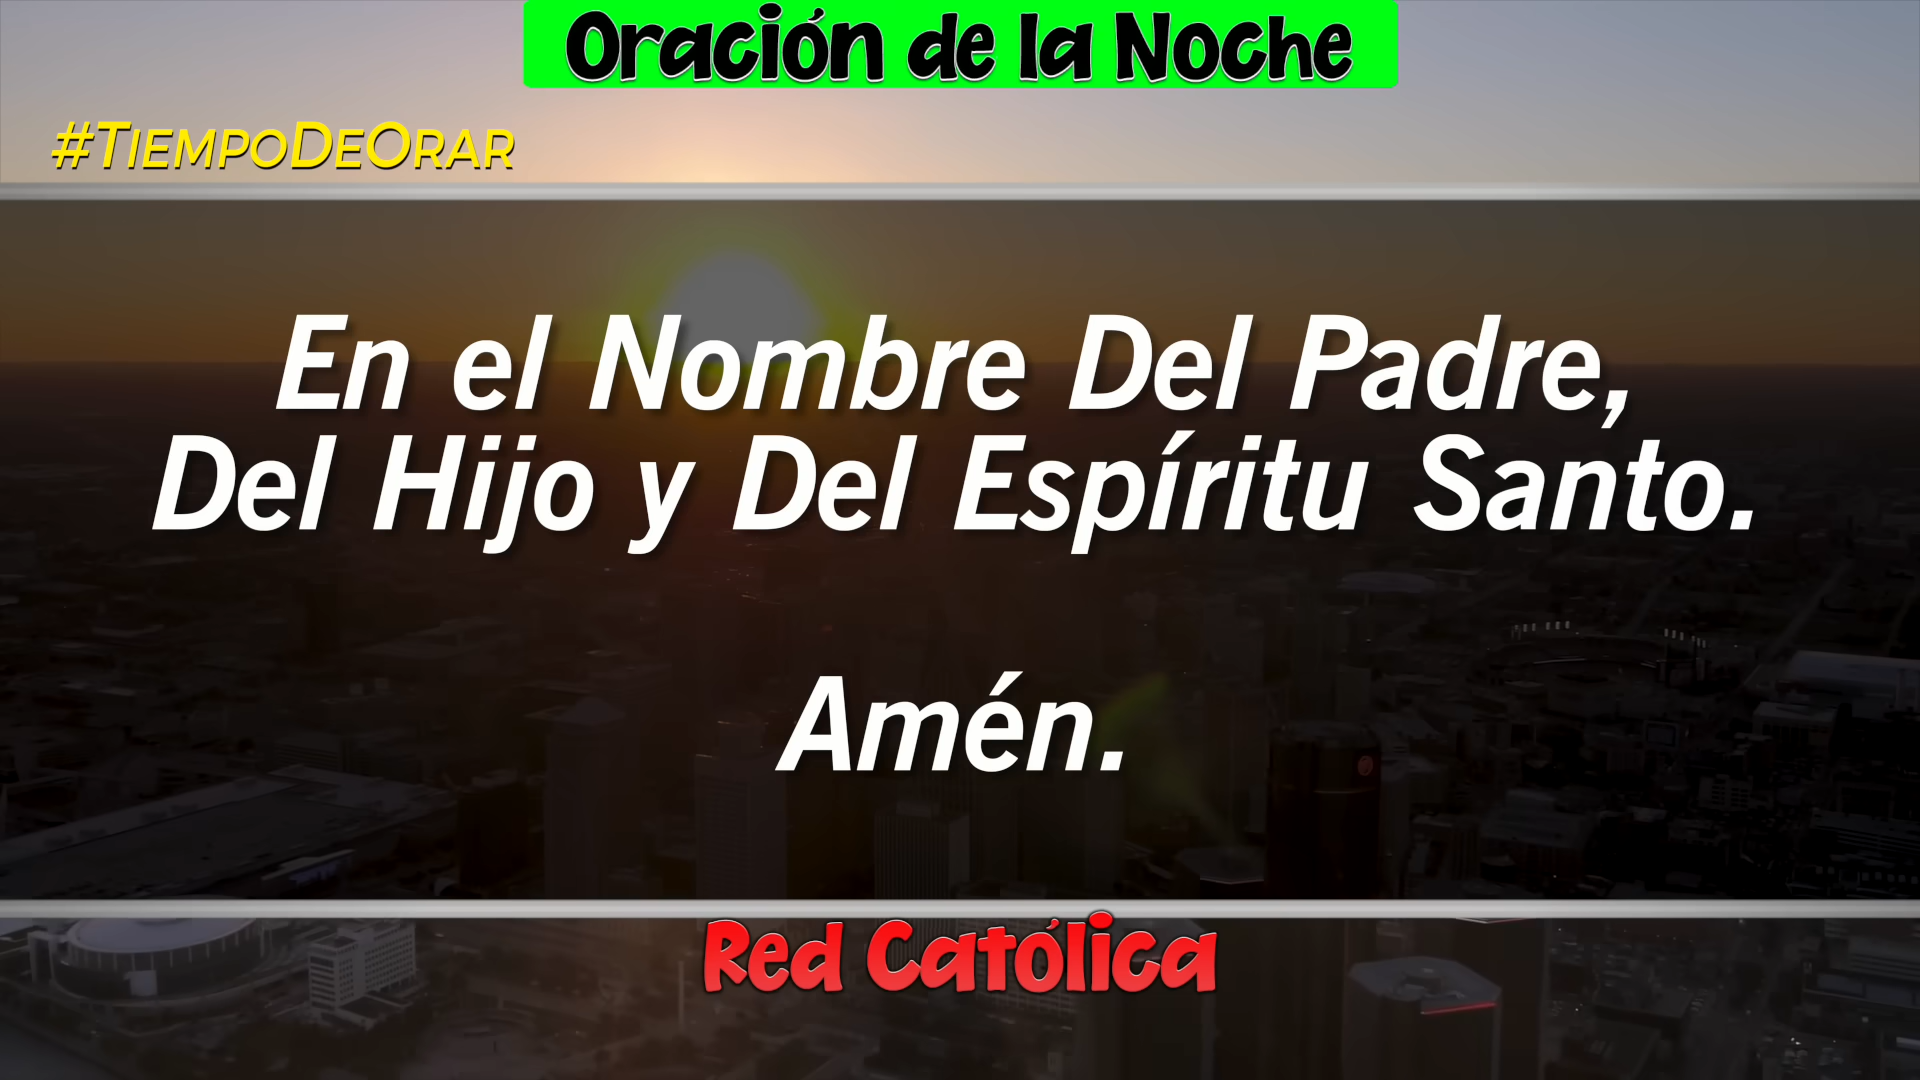 Oración de la Noche
#TiempoDeOrar
En el Nombre Del Padre,
Del Hijo y Del Espíritu Santo.
Amén.
Red Católica